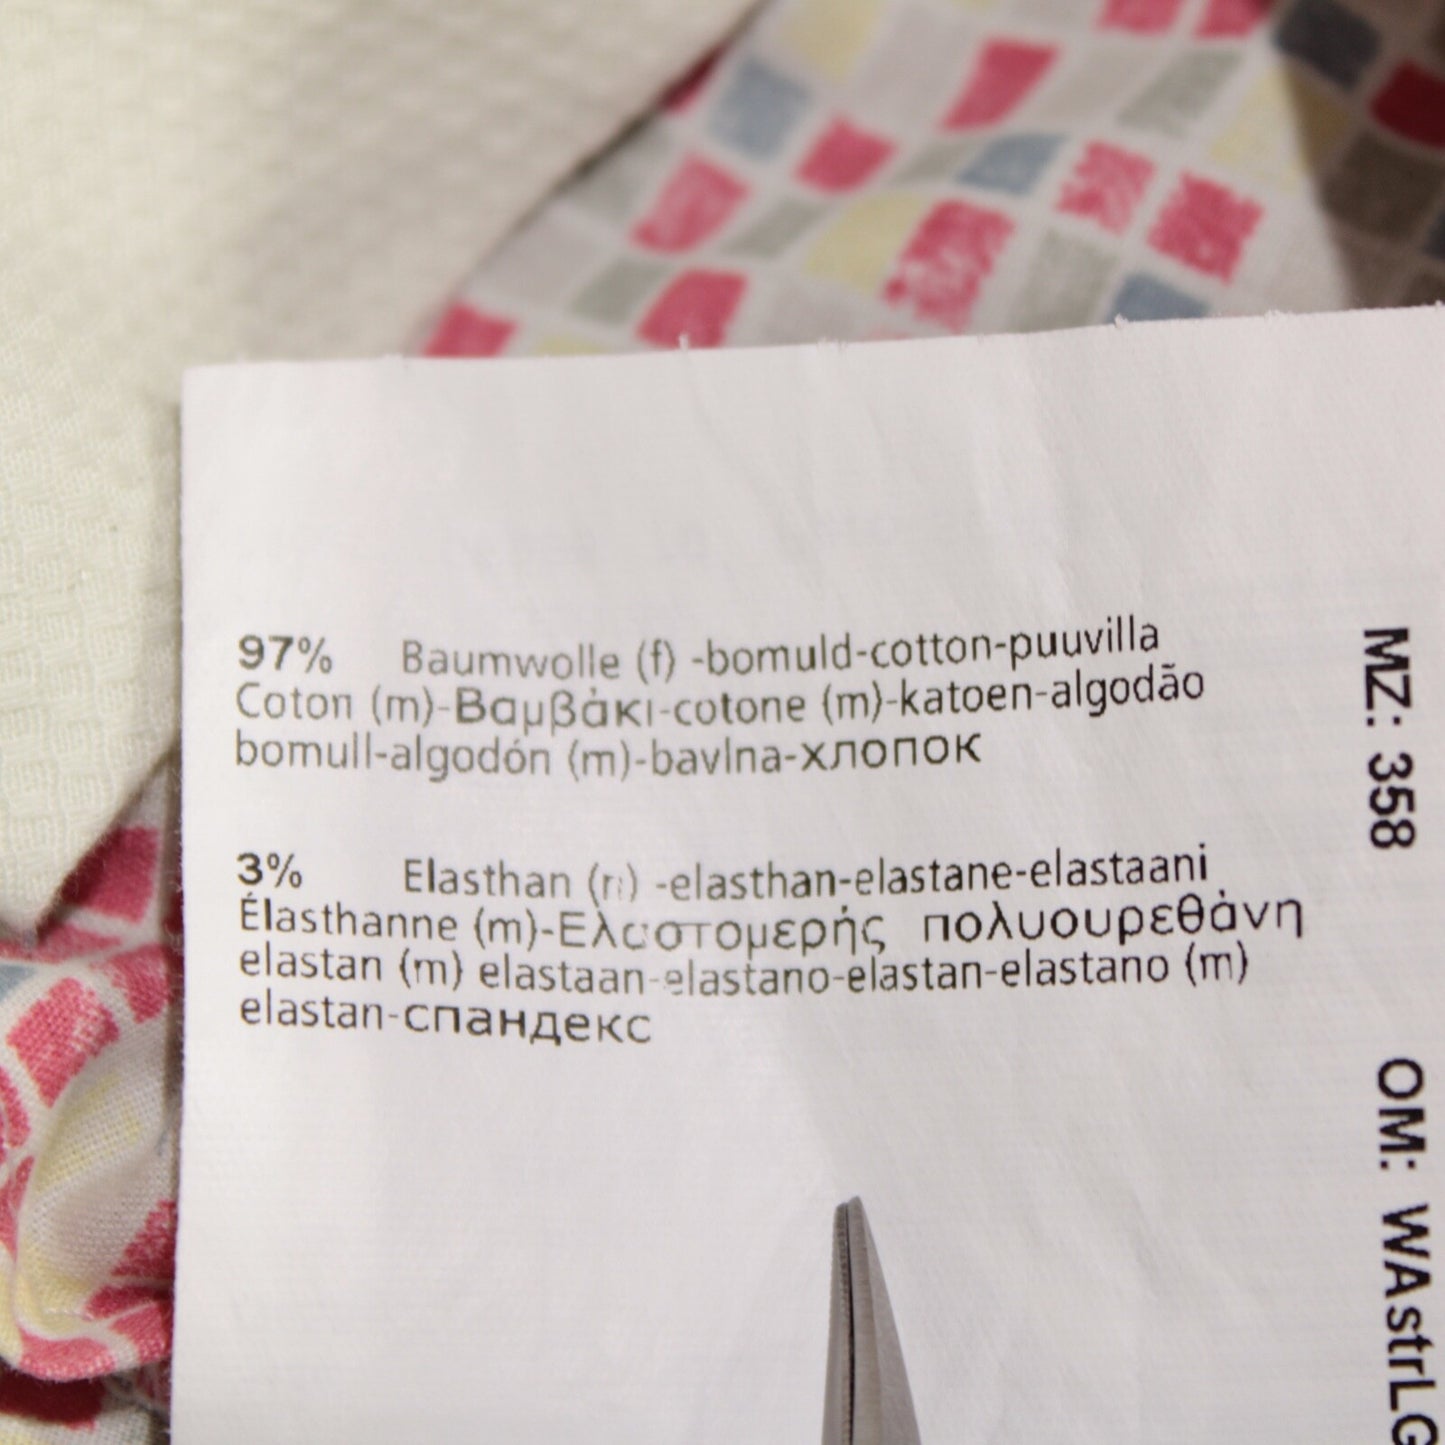 97% Baumwolle (f) -bomuld-cotton-puuvilla
Coton (m)-Βαμβάκι-cotone (m)-katoen-algodão
bomull-algodón (m)-bavlna-хлопок
3% Elasthan (n) -elasthan-elastane-elastaani
Élasthanne (m)-Ελαστομερής πολυουρεθάνη
elastan (m) elastaan-elastano-elastan-elastano (m)
elastan-спандекс
MZ: 358
OM: WAstrLG